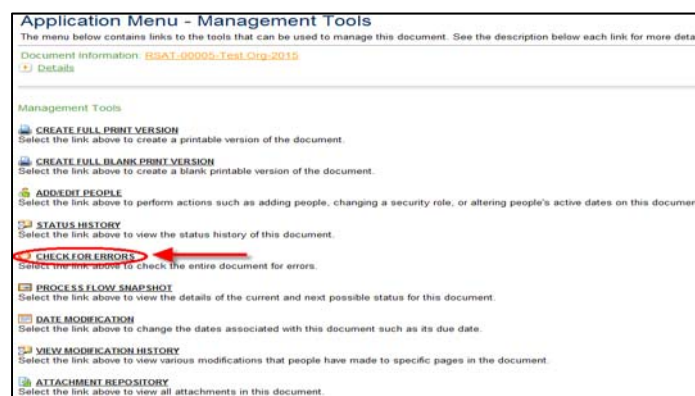 Application Menu - Management Tools
The menu below contains links to the tools that can be used to manage this document. See the description below each link for more deta
Document Information: RSAT-00005-Test Org-2015
Details
Management Tools
CREATE FULL PRINT VERSION
Select the link above to create a printable version of the document.
CREATE FULL BLANK PRINT VERSION
Select the link above to create a blank printable version of the document.
ADD/EDIT PEOPLE
Select the link above to perform actions such as adding people, changing a security role, or altering people's active dates on this documen
STATUS HISTORY
Select the link above to view the status history of this document.
CHECK FOR ERRORS
Select the link above to check the entire document for errors.
PROCESS FLOW SNAPSHOT
Select the link above to view the details of the current and next possible status for this document.
DATE MODIFICATION
Select the link above to change the dates associated with this document such as its due date.
VIEW MODIFICATION HISTORY
Select the link above to view various modifications that people have made to specific pages in the document.
ATTACHMENT REPOSITORY
Select the link above to view all attachments in this document.